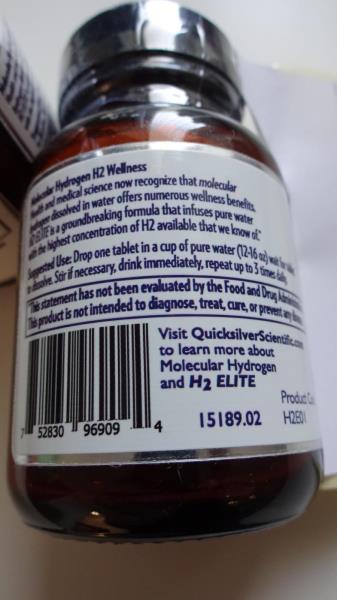 Molecular Hydrogen H2 Wellness
Health and medical science now recognize that molecular
hydrogen dissolved in water offers numerous wellness benefits.
H2 ELITE is a groundbreaking formula that infuses pure water
with the highest concentration of H2 available that we know of.*
Suggested Use: Drop one tablet in a cup of pure water (12-16 oz) wait for
to dissolve. Stir if necessary, drink immediately, repeat up to 3 times daily.
*This statement has not been evaluated by the Food and Drug
This product is not intended to diagnose, treat, cure, or prevent any
Visit QuicksilverScientific.com
to learn more about
Molecular Hydrogen
and H2 ELITE
Product
15189.02
H2E01
7 52830 96909 4